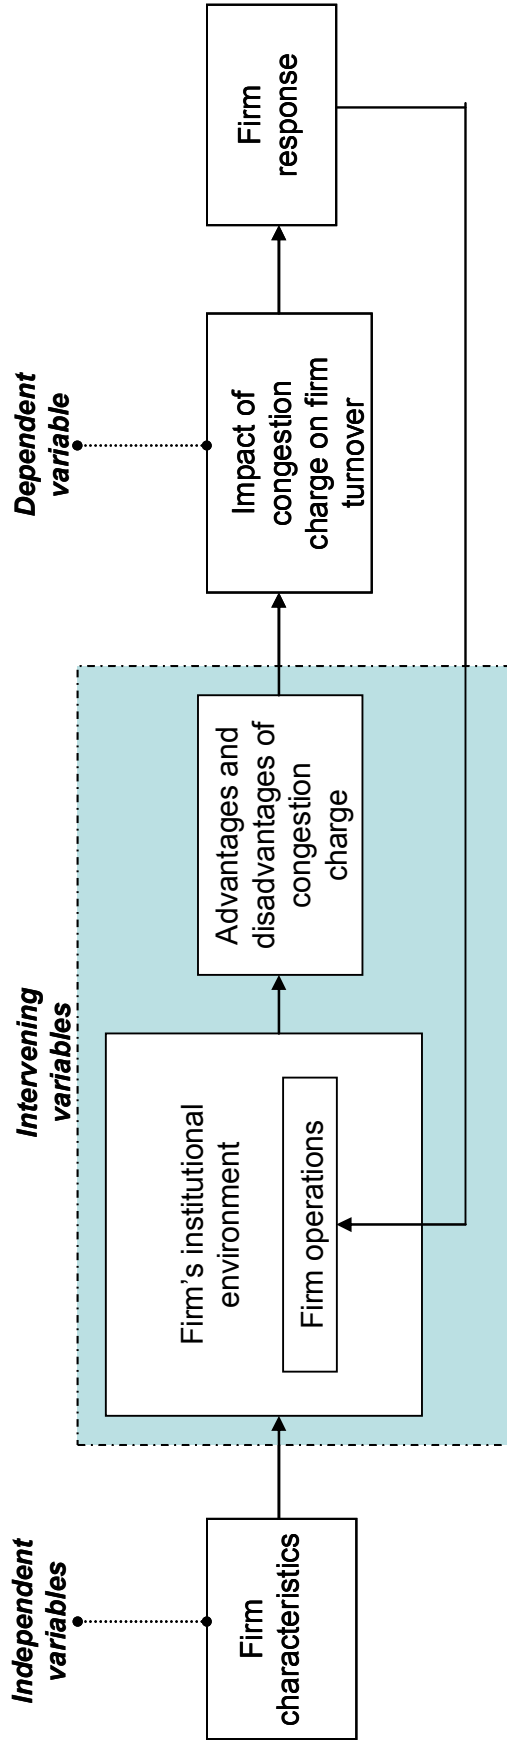 Independent
variables
Intervening
variables
Dependent
variable
Firm
characteristics
Firm’s institutional
environment
Firm operations
Advantages and
disadvantages of
congestion
charge
Impact of
congestion
charge on firm
turnover
Firm
response